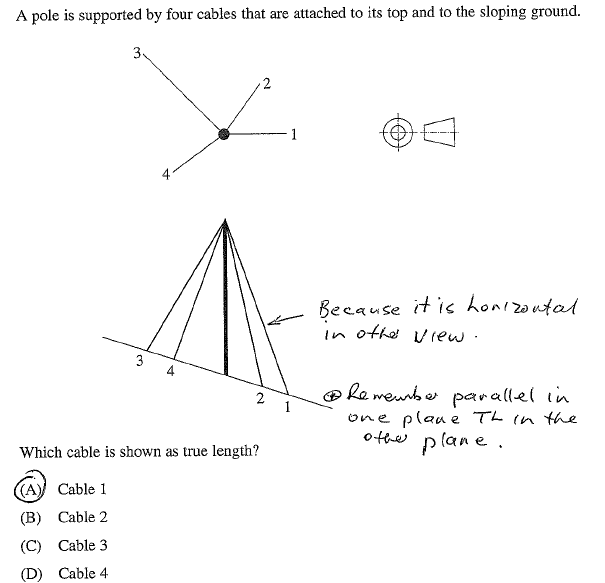 A pole is supported by four cables that are attached to its top and to the sloping ground.
3
2
1
4
Because it is horizontal
in other view.
3
4
2
1
Remember parallel in
one plane TL in the
other plane.
Which cable is shown as true length?
(A) Cable 1
(B) Cable 2
(C) Cable 3
(D) Cable 4